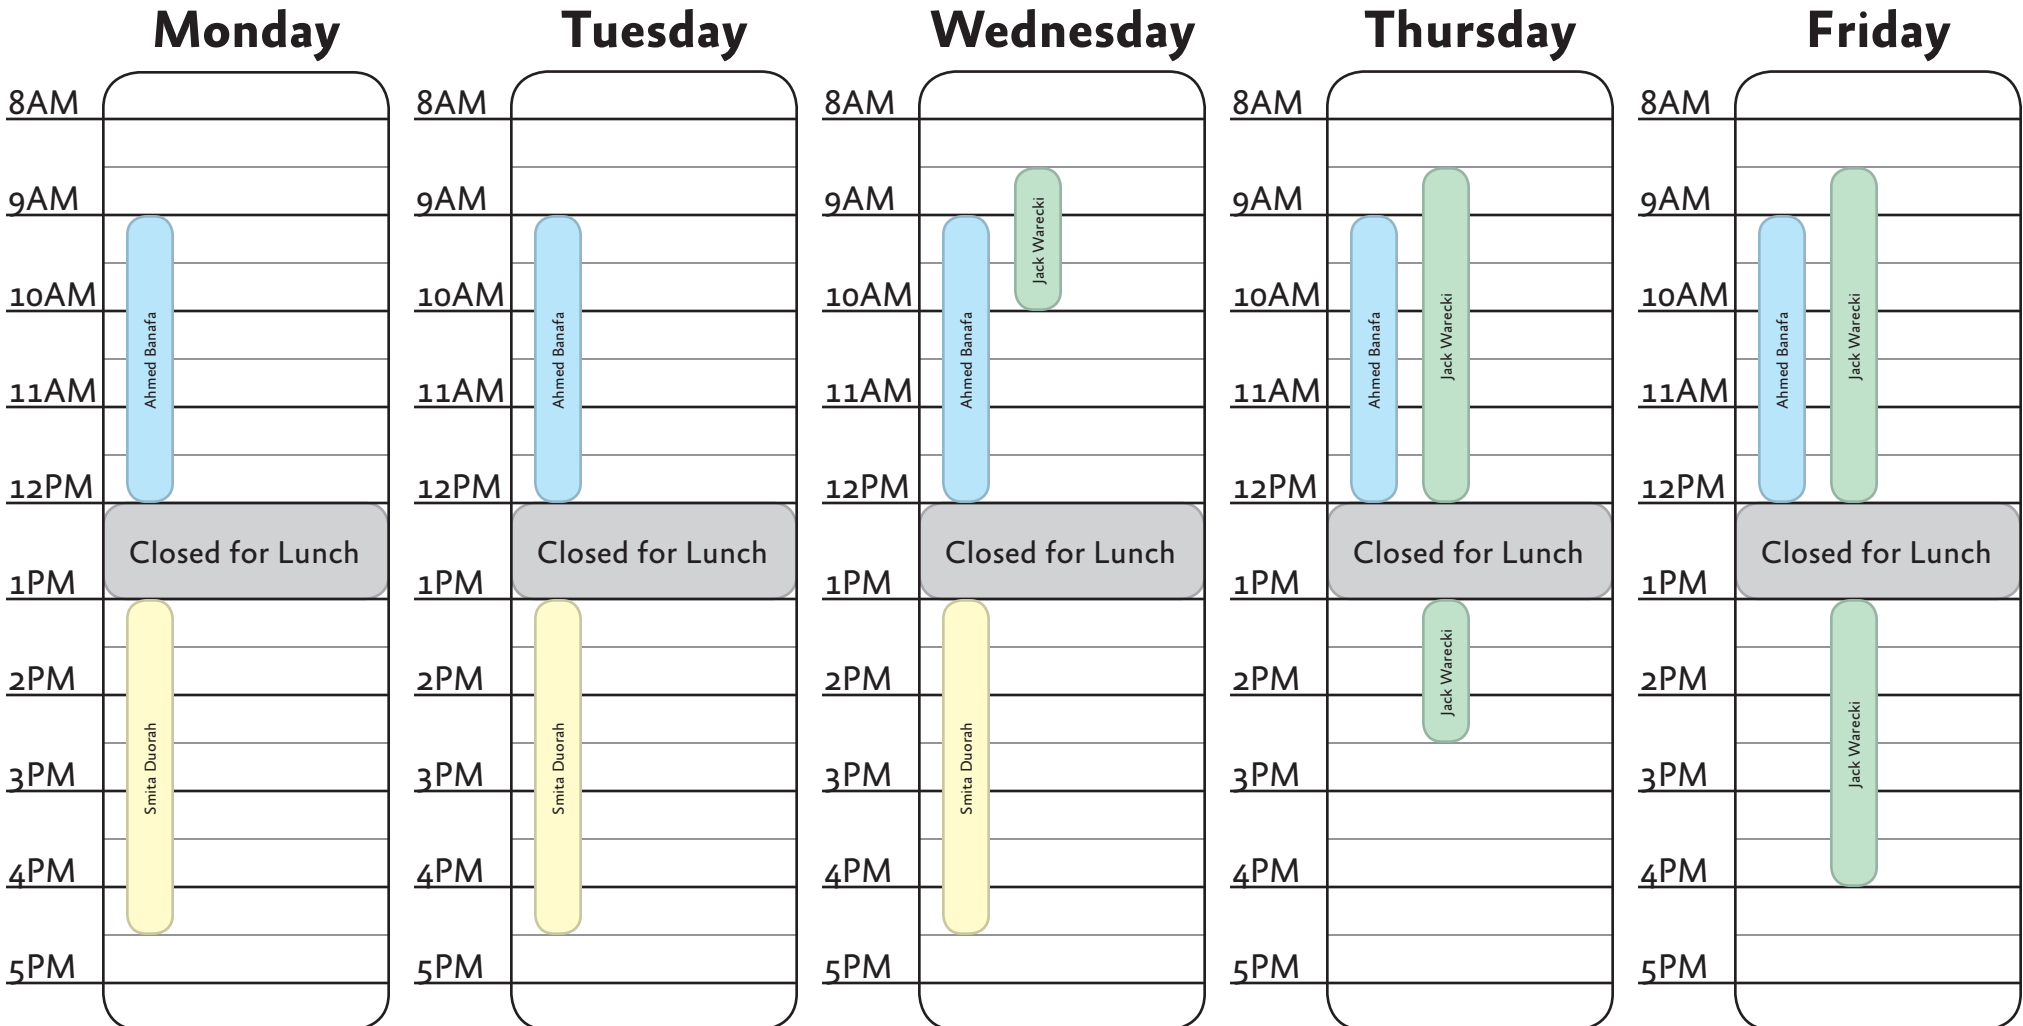 Monday
8AM
9AM
10AM
11AM
12PM
1PM
2PM
3PM
4PM
5PM
Ahmed Banafa
Closed for Lunch
Smita Duorah
Tuesday
8AM
9AM
10AM
11AM
12PM
1PM
2PM
3PM
4PM
5PM
Ahmed Banafa
Closed for Lunch
Smita Duorah
Wednesday
8AM
9AM
10AM
11AM
12PM
1PM
2PM
3PM
4PM
5PM
Ahmed Banafa
Jack Warecki
Closed for Lunch
Smita Duorah
Thursday
8AM
9AM
10AM
11AM
12PM
1PM
2PM
3PM
4PM
5PM
Ahmed Banafa
Jack Warecki
Closed for Lunch
Jack Warecki
Friday
8AM
9AM
10AM
11AM
12PM
1PM
2PM
3PM
4PM
5PM
Ahmed Banafa
Jack Warecki
Closed for Lunch
Jack Warecki